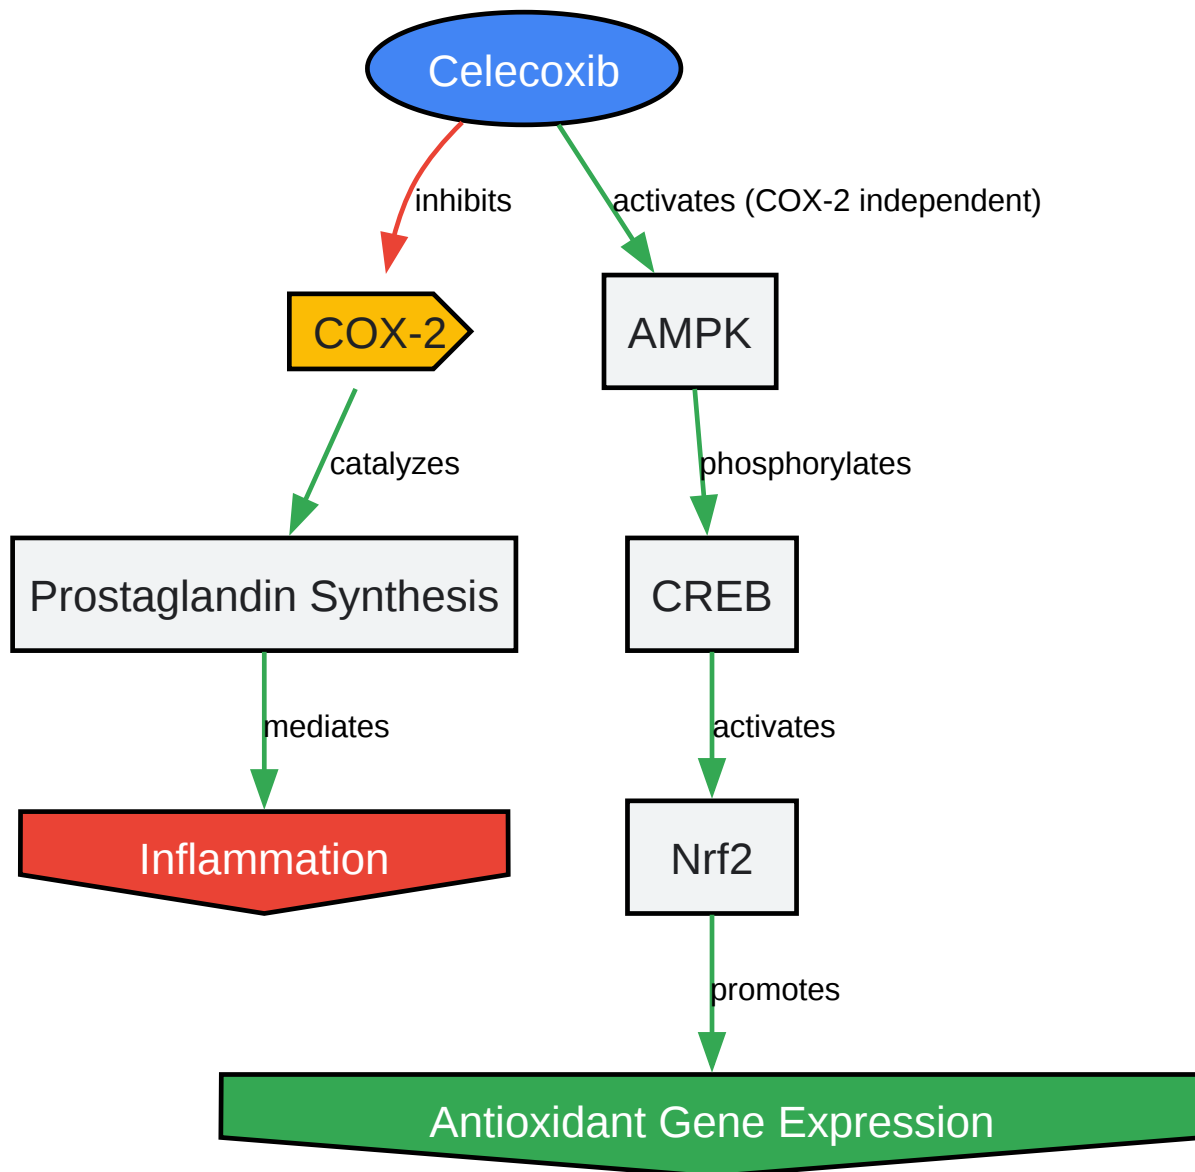 Celecoxib
inhibits
activates (COX-2 independent)
COX-2
AMPK
catalyzes
phosphorylates
Prostaglandin Synthesis
CREB
mediates
activates
Inflammation
Nrf2
promotes
Antioxidant Gene Expression